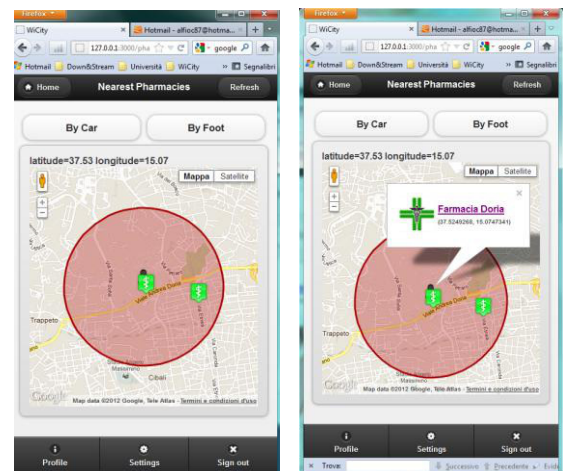 Firefox
WiCity
Hotmail - alfioc87@hotma...
127.0.0.1:3000/pha
google
Hotmail
Down&Stream
Università
WiCity
Segnalibri
Home
Nearest Pharmacies
Refresh
By Car
By Foot
latitude=37.53 longitude=15.07
Mappa
Satellite
Viale Andrea Doria
Trappeto
Cibali
Google
Map data ©2012 Google, Tele Atlas - Termini e condizioni d'uso
Profile
Settings
Sign out
Firefox
WiCity
Hotmail - alfioc87@hotma...
127.0.0.1:3000/pha
google
Hotmail
Down&Stream
Università
WiCity
Segnalibri
Home
Nearest Pharmacies
Refresh
By Car
By Foot
latitude=37.53 longitude=15.07
Mappa
Satellite
Farmacia Doria
(37.5249268, 15.0747341)
Viale Andrea Doria
Trappeto
Cibali
Google
Map data ©2012 Google, Tele Atlas - Termini e condizioni d'uso
Profile
Settings
Sign out
Trova:
Successivo
Precedente
Evid